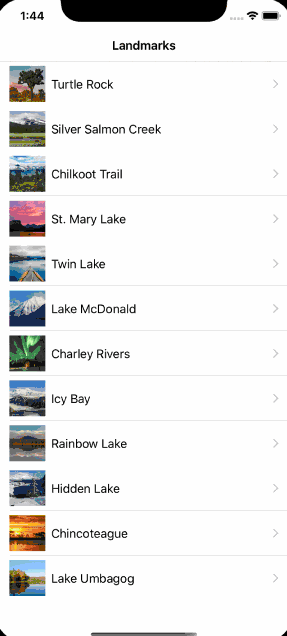 1:44
Landmarks
Turtle Rock
Silver Salmon Creek
Chilkoot Trail
St. Mary Lake
Twin Lake
Lake McDonald
Charley Rivers
Icy Bay
Rainbow Lake
Hidden Lake
Chincoteague
Lake Umbagog